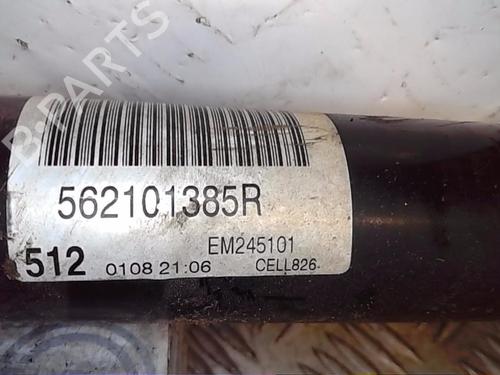 B-PARTS
562101385R
EM245101
512 0108 21:06 CELL826-